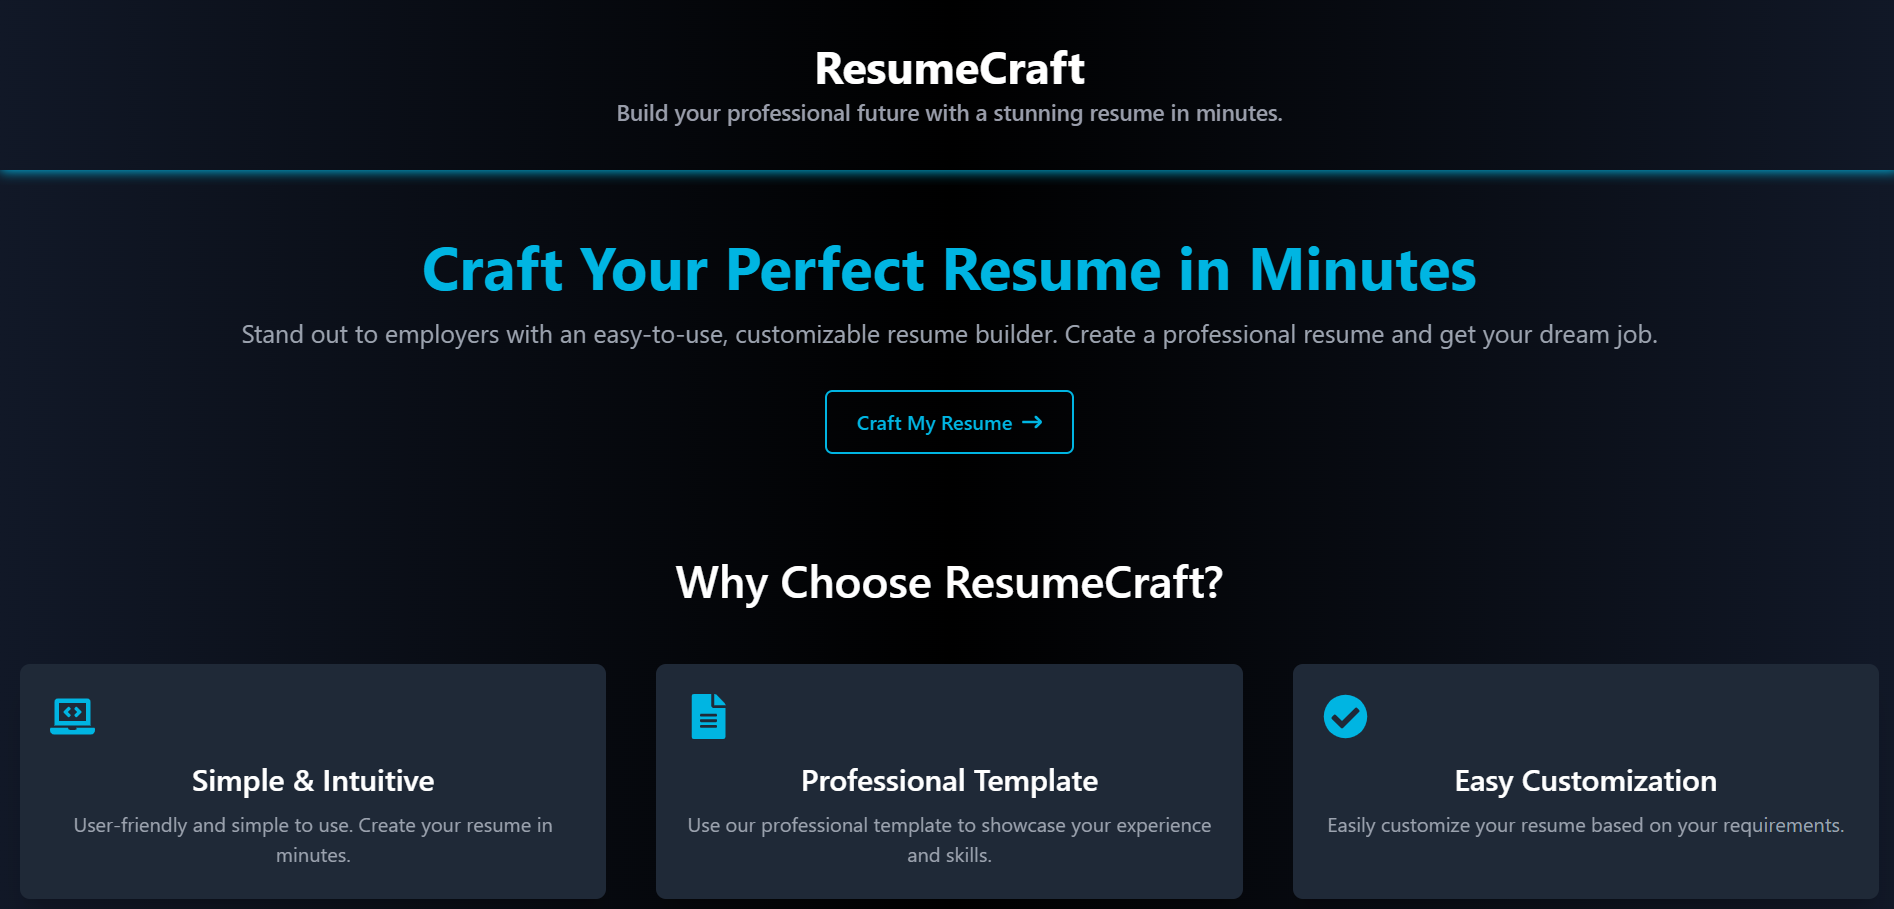 ResumeCraft
Build your professional future with a stunning resume in minutes.
Craft Your Perfect Resume in Minutes
Stand out to employers with an easy-to-use, customizable resume builder. Create a professional resume and get your dream job.
Craft My Resume →
Why Choose ResumeCraft?
Simple & Intuitive
User-friendly and simple to use. Create your resume in
minutes.
Professional Template
Use our professional template to showcase your experience
and skills.
Easy Customization
Easily customize your resume based on your requirements.